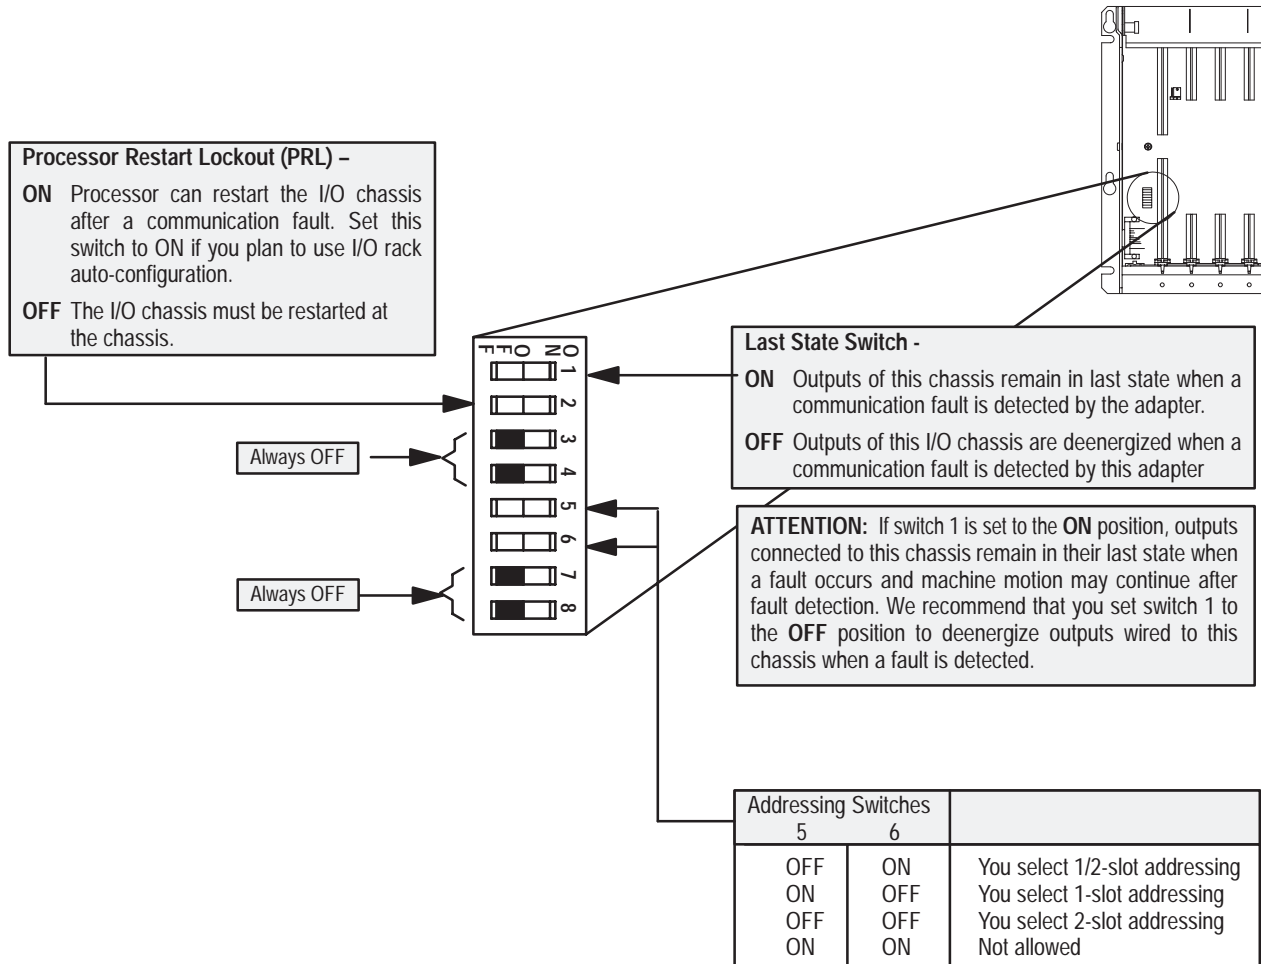 Processor Restart Lockout (PRL) –
ON Processor can restart the I/O chassis
after a communication fault. Set this
switch to ON if you plan to use I/O rack
auto-configuration.
OFF The I/O chassis must be restarted at
the chassis.
OFF
ON
1
2
3
4
5
6
7
8
Always OFF
Always OFF
Last State Switch -
ON Outputs of this chassis remain in last state when a
communication fault is detected by the adapter.
OFF Outputs of this I/O chassis are deenergized when a
communication fault is detected by this adapter
ATTENTION: If switch 1 is set to the ON position, outputs
connected to this chassis remain in their last state when
a fault occurs and machine motion may continue after
fault detection. We recommend that you set switch 1 to
the OFF position to deenergize outputs wired to this
chassis when a fault is detected.
Addressing Switches
5 6
OFF ON You select 1/2-slot addressing
ON OFF You select 1-slot addressing
OFF OFF You select 2-slot addressing
ON ON Not allowed